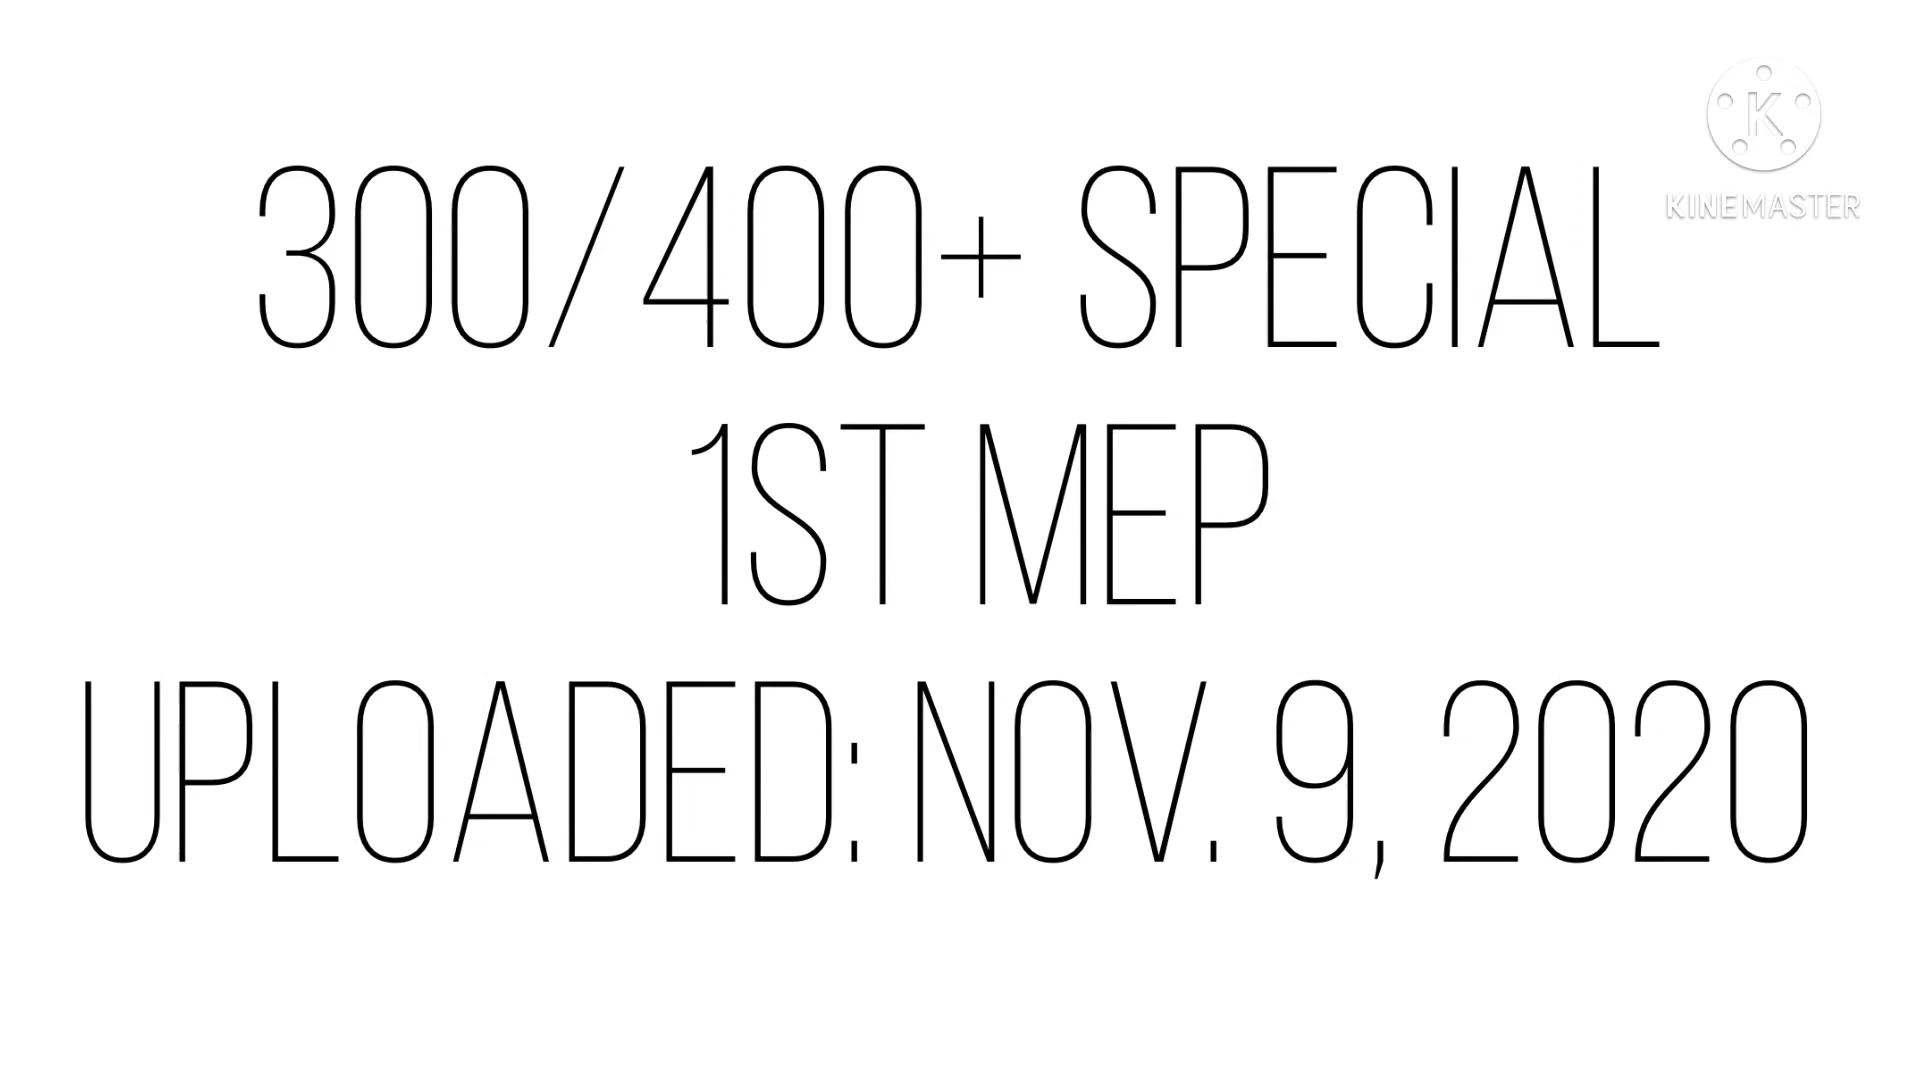 K
KINEMASTER
300/400+ SPECIAL
1ST MEP
UPLOADED: NOV. 9, 2020